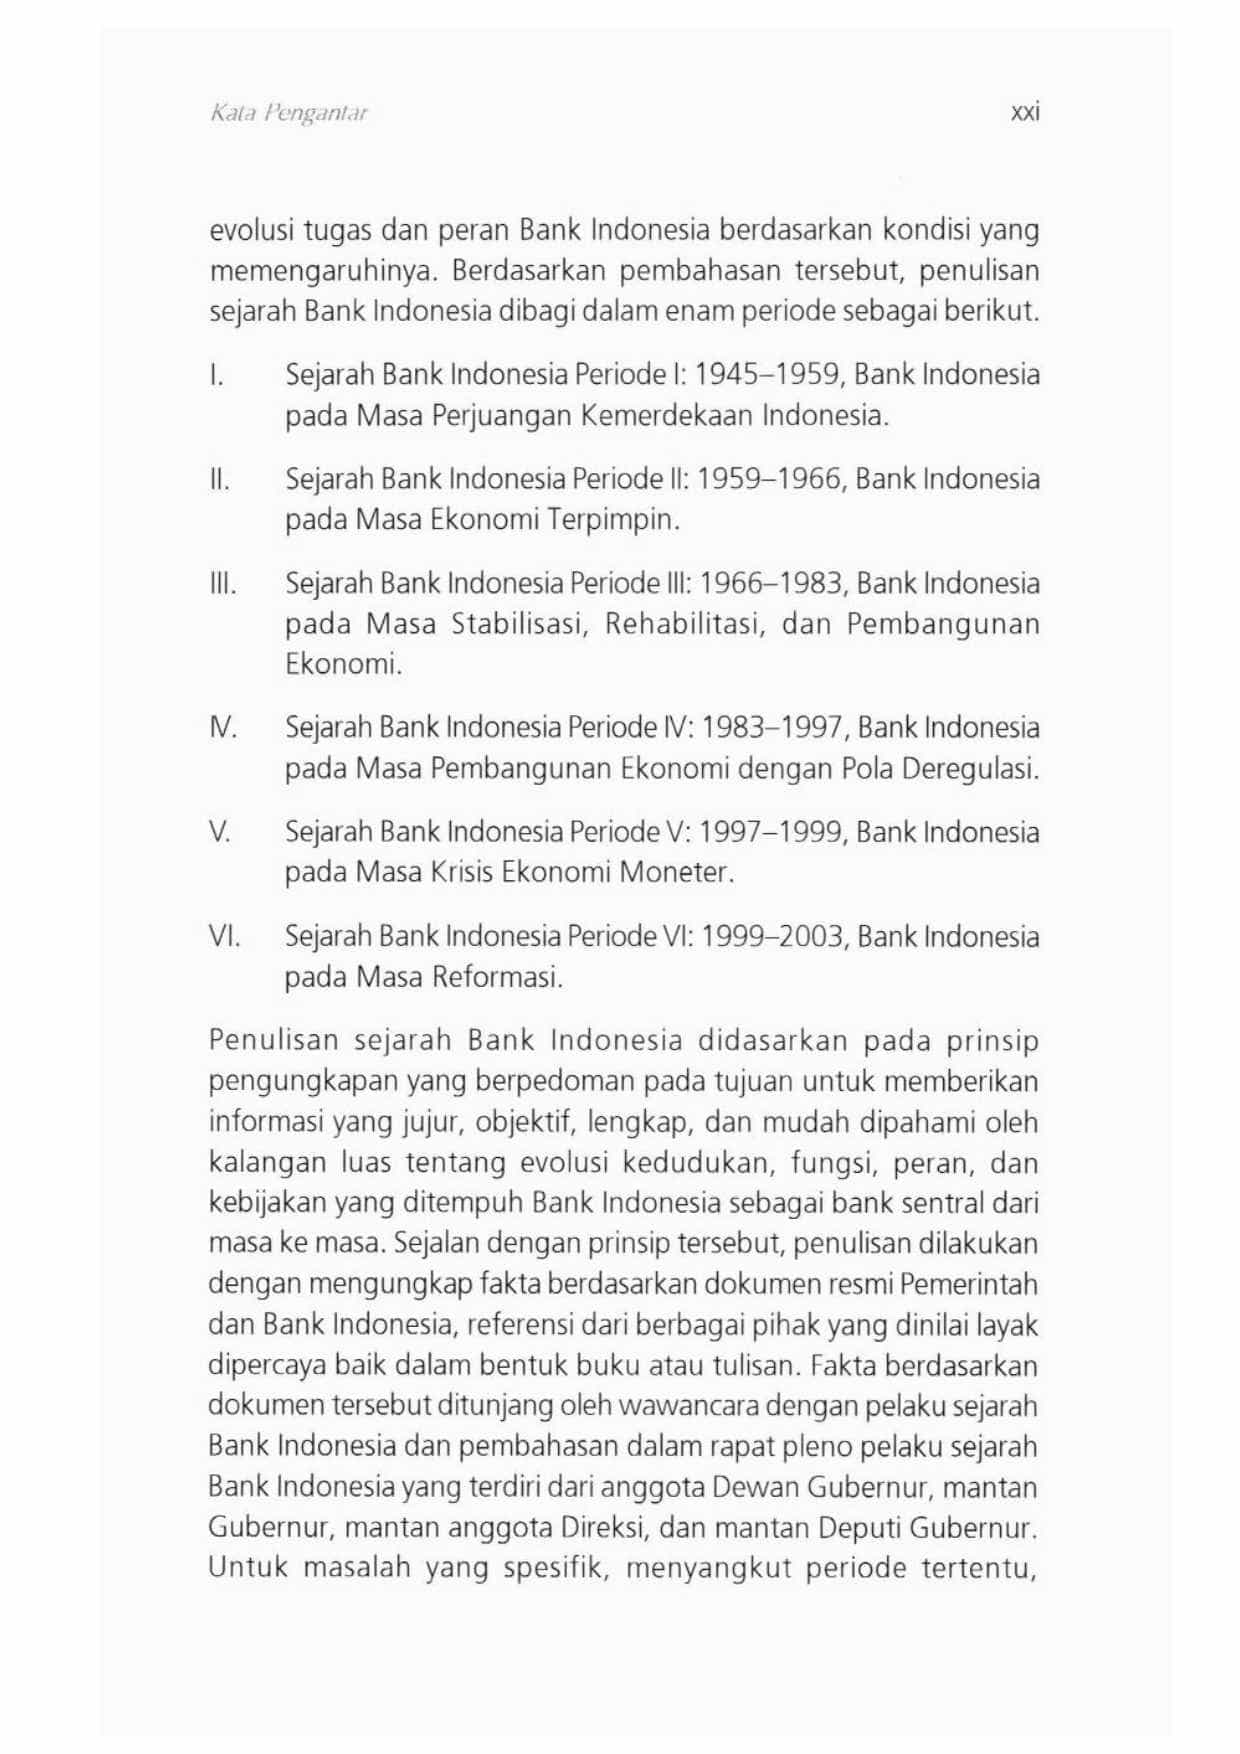 Kata Pengantar
xxi
evolusi tugas dan peran Bank Indonesia berdasarkan kondisi yang
memengaruhinya. Berdasarkan pembahasan tersebut, penulisan
sejarah Bank Indonesia dibagi dalam enam periode sebagai berikut.
I. Sejarah Bank Indonesia Periode I: 1945–1959, Bank Indonesia
pada Masa Perjuangan Kemerdekaan Indonesia.
II. Sejarah Bank Indonesia Periode II: 1959–1966, Bank Indonesia
pada Masa Ekonomi Terpimpin.
III. Sejarah Bank Indonesia Periode III: 1966–1983, Bank Indonesia
pada Masa Stabilisasi, Rehabilitasi, dan Pembangunan
Ekonomi.
IV. Sejarah Bank Indonesia Periode IV: 1983–1997, Bank Indonesia
pada Masa Pembangunan Ekonomi dengan Pola Deregulasi.
V. Sejarah Bank Indonesia Periode V: 1997–1999, Bank Indonesia
pada Masa Krisis Ekonomi Moneter.
VI. Sejarah Bank Indonesia Periode VI: 1999–2003, Bank Indonesia
pada Masa Reformasi.
Penulisan sejarah Bank Indonesia didasarkan pada prinsip
pengungkapan yang berpedoman pada tujuan untuk memberikan
informasi yang jujur, objektif, lengkap, dan mudah dipahami oleh
kalangan luas tentang evolusi kedudukan, fungsi, peran, dan
kebijakan yang ditempuh Bank Indonesia sebagai bank sentral dari
masa ke masa. Sejalan dengan prinsip tersebut, penulisan dilakukan
dengan mengungkap fakta berdasarkan dokumen resmi Pemerintah
dan Bank Indonesia, referensi dari berbagai pihak yang dinilai layak
dipercaya baik dalam bentuk buku atau tulisan. Fakta berdasarkan
dokumen tersebut ditunjang oleh wawancara dengan pelaku sejarah
Bank Indonesia dan pembahasan dalam rapat pleno pelaku sejarah
Bank Indonesia yang terdiri dari anggota Dewan Gubernur, mantan
Gubernur, mantan anggota Direksi, dan mantan Deputi Gubernur.
Untuk masalah yang spesifik, menyangkut periode tertentu,